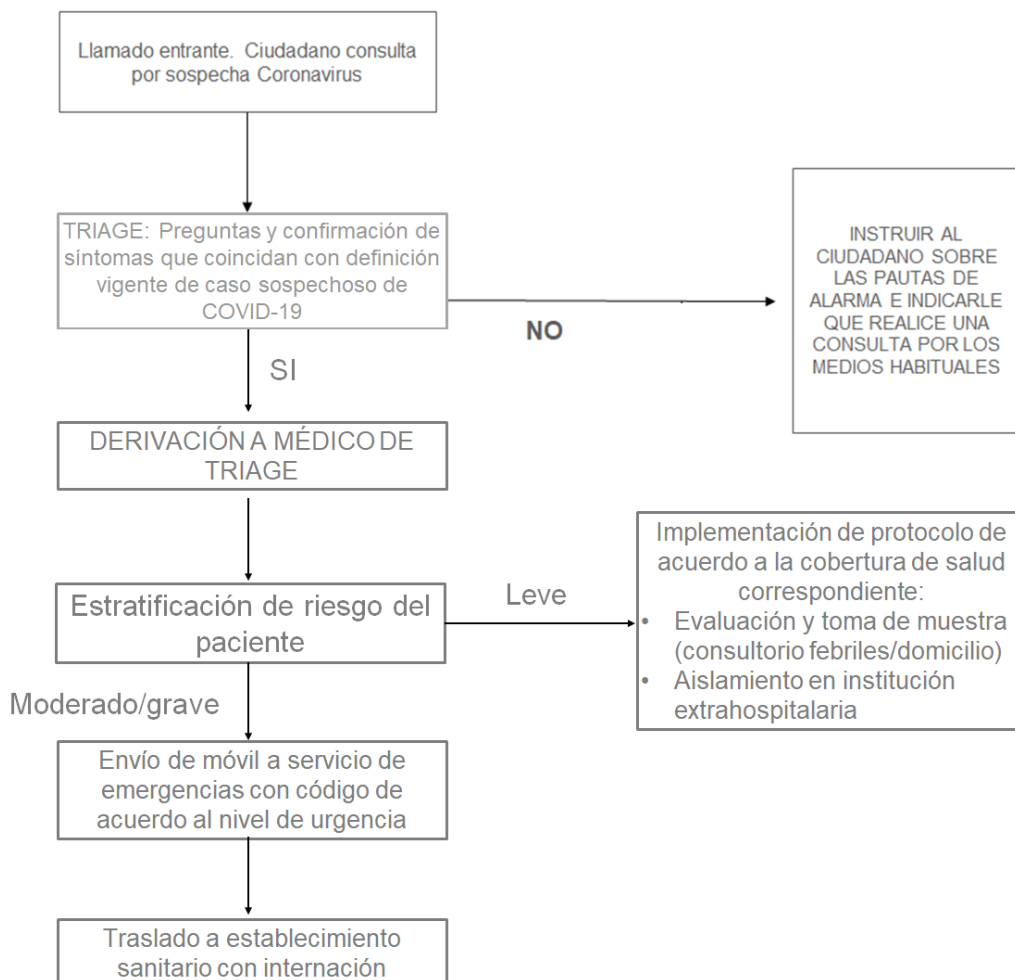 Llamado entrante. Ciudadano consulta
por sospecha Coronavirus
TRIAGE: Preguntas y confirmación de
síntomas que coincidan con definición
vigente de caso sospechoso de
COVID-19
NO
INSTRUIR AL
CIUDADANO SOBRE
LAS PAUTAS DE
ALARMA E INDICARLE
QUE REALICE UNA
CONSULTA POR LOS
MEDIOS HABITUALES
SI
DERIVACIÓN A MÉDICO DE
TRIAGE
Estratificación de riesgo del
paciente
Leve
Implementación de protocolo de
acuerdo a la cobertura de salud
correspondiente:
• Evaluación y toma de muestra
(consultorio febriles/domicilio)
• Aislamiento en institución
extrahospitalaria
Moderado/grave
Envío de móvil a servicio de
emergencias con código de
acuerdo al nivel de urgencia
Traslado a establecimiento
sanitario con internación